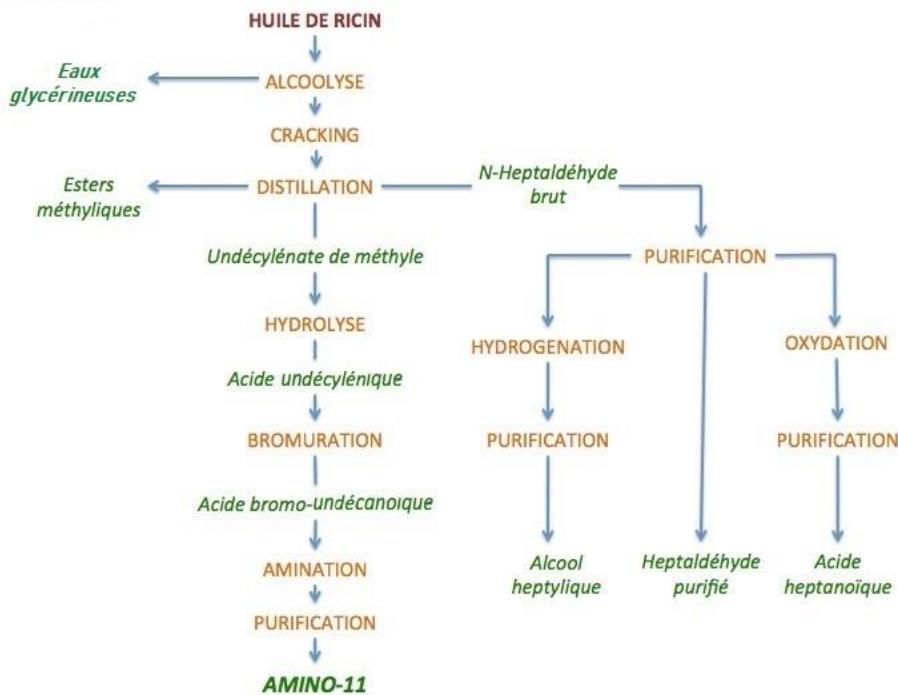 HUILE DE RICIN
Eaux
glycérineuses
ALCOOLYSE
CRACKING
Esters
méthyliques
DISTILLATION
N-Heptaldéhyde
brut
Undécylénate de méthyle
PURIFICATION
HYDROLYSE
HYDROGENATION
OXYDATION
Acide undécylénique
BROMURATION
PURIFICATION
PURIFICATION
Acide bromo-undécanoïque
AMINATION
Alcool
heptylique
Heptaldéhyde
purifié
Acide
heptanoïque
PURIFICATION
AMINO-11